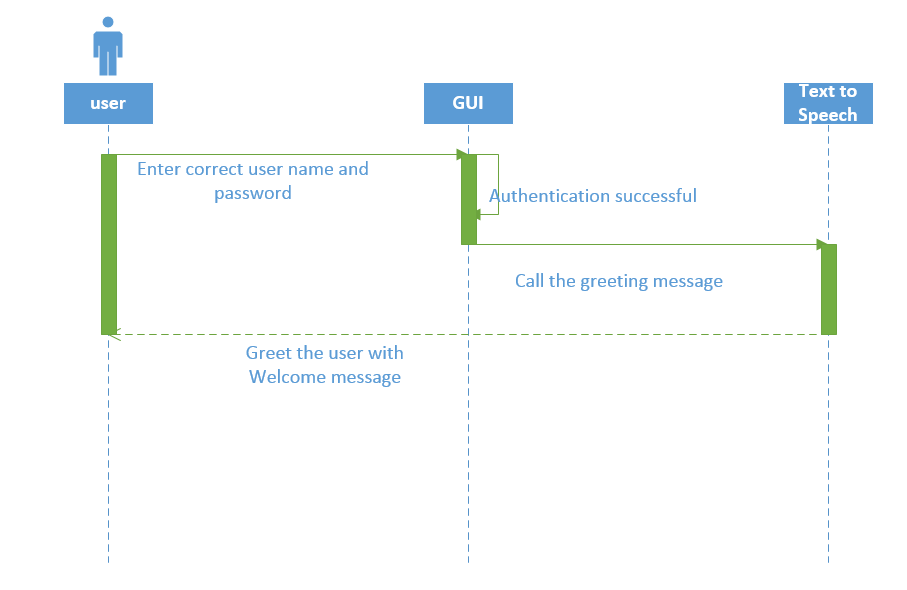 user
GUI
Text to
Speech
Enter correct user name and
password
Authentication successful
Call the greeting message
Greet the user with
Welcome message